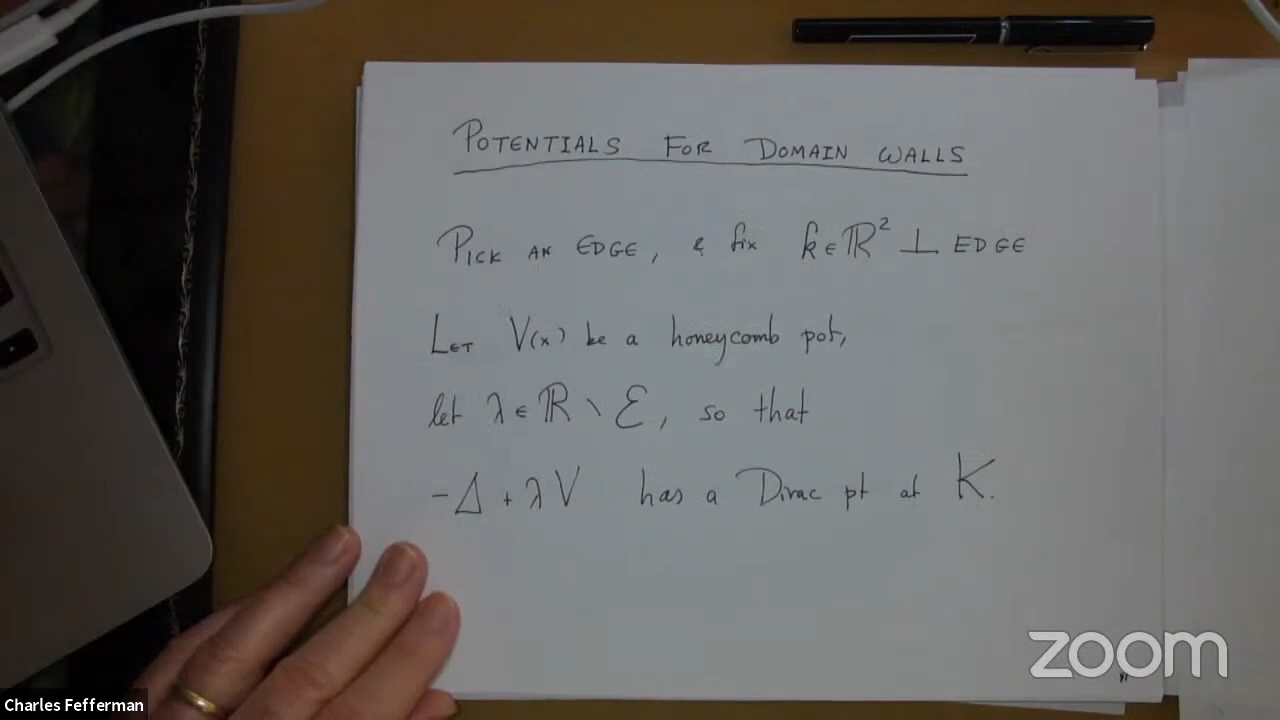 POTENTIALS FOR DOMAIN WALLS
PICK AN EDGE, & fix k∈ℝ² ⊥ EDGE
LET V(x) be a honeycomb pot,
let λ∈ℝ \ ℰ, so that
-Δ + λV has a Dirac pt at K.
zoom
Charles Fefferman